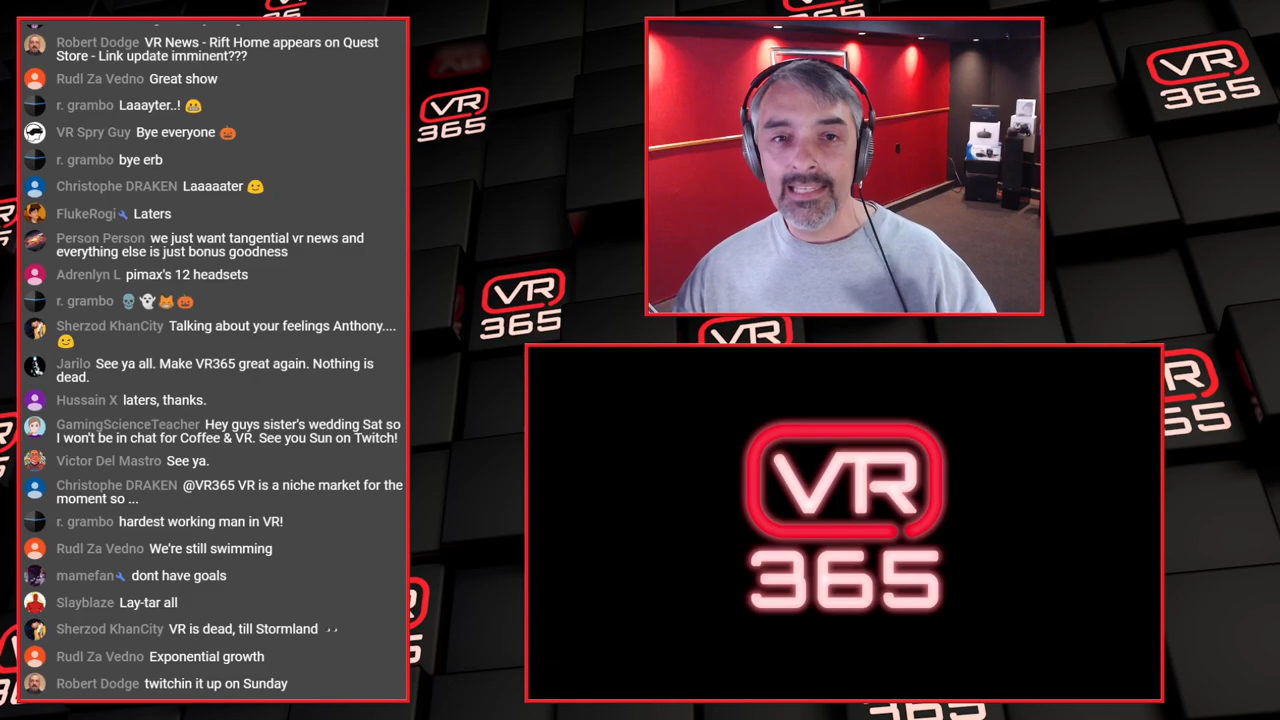 Robert Dodge VR News - Rift Home appears on Quest
Store - Link update imminent???
Rudl Za Vedno Great show
r. grambo Laaayter..! 😬
VR Spry Guy Bye everyone 🎃
r. grambo bye erb
Christophe DRAKEN Laaaaater 😉
FlukeRogi Laters
Person Person we just want tangential vr news and
everything else is just bonus goodness
Adrenlyn L pimax's 12 headsets
r. grambo 💀👻😺🎃
Sherzod KhanCity Talking about your feelings Anthony....
😉
Jarilo See ya all. Make VR365 great again. Nothing is
dead.
Hussain X laters, thanks.
GamingScienceTeacher Hey guys sister's wedding Sat so
I won't be in chat for Coffee & VR. See you Sun on Twitch!
Victor Del Mastro See ya.
Christophe DRAKEN @VR365 VR is a niche market for the
moment so ...
r. grambo hardest working man in VR!
Rudl Za Vedno We're still swimming
mamefan dont have goals
Slayblaze Lay-tar all
Sherzod KhanCity VR is dead, till Stormland
Rudl Za Vedno Exponential growth
Robert Dodge twitchin it up on Sunday
VR
365
VR
365
VR
365
VR
365